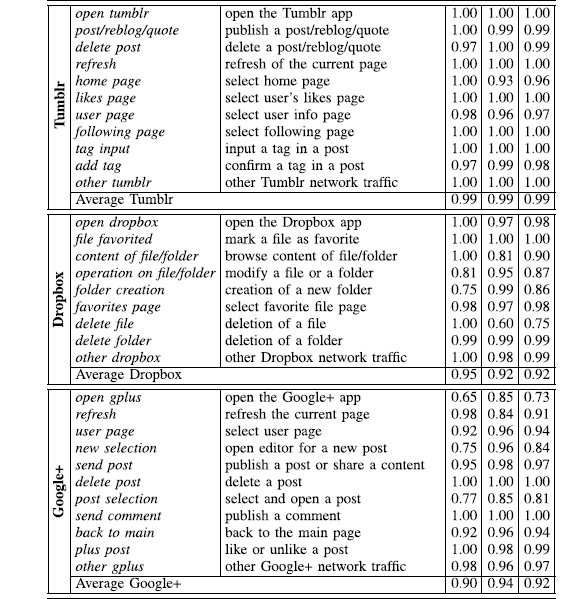 Tumblr
open tumblr open the Tumblr app 1.00 1.00 1.00
post/reblog/quote publish a post/reblog/quote 1.00 0.99 0.99
delete post delete a post/reblog/quote 0.97 1.00 0.99
refresh refresh of the current page 1.00 1.00 1.00
home page select home page 1.00 0.93 0.96
likes page select user's likes page 1.00 1.00 1.00
user page select user info page 0.98 0.96 0.97
following page select following page 1.00 1.00 1.00
tag input input a tag in a post 1.00 1.00 1.00
add tag confirm a tag in a post 0.97 0.99 0.98
other tumblr other Tumblr network traffic 1.00 1.00 1.00
Average Tumblr 0.99 0.99 0.99
Dropbox
open dropbox open the Dropbox app 1.00 0.97 0.98
file favorited mark a file as favorite 1.00 1.00 1.00
content of file/folder browse content of file/folder 1.00 0.81 0.90
operation on file/folder modify a file or a folder 0.81 0.95 0.87
folder creation creation of a new folder 0.75 0.99 0.86
favorites page select favorite file page 0.98 0.97 0.98
delete file deletion of a file 1.00 0.60 0.75
delete folder deletion of a folder 0.99 0.99 0.99
other dropbox other Dropbox network traffic 1.00 0.98 0.99
Average Dropbox 0.95 0.92 0.92
Google+
open gplus open the Google+ app 0.65 0.85 0.73
refresh refresh the current page 0.98 0.84 0.91
user page select user page 0.92 0.96 0.94
new selection open editor for a new post 0.75 0.96 0.84
send post publish a post or share a content 0.95 0.98 0.97
delete post delete a post 1.00 1.00 1.00
post selection select and open a post 0.77 0.85 0.81
send comment publish a comment 1.00 1.00 1.00
back to main back to the main page 0.92 0.96 0.94
plus post like or unlike a post 1.00 0.98 0.99
other gplus other Google+ network traffic 0.98 0.96 0.97
Average Google+ 0.90 0.94 0.92